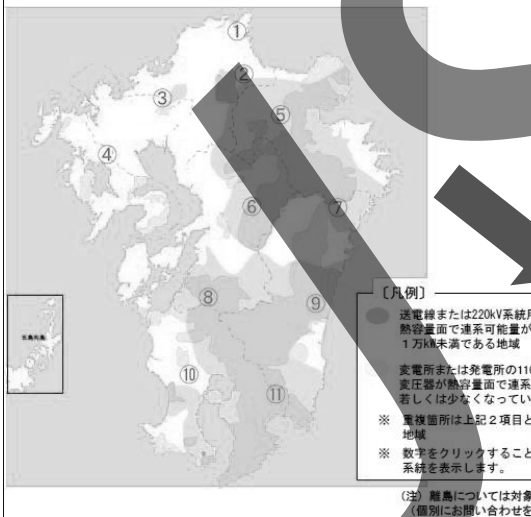 ①
②
③
④
⑤
⑥
⑦
⑧
⑨
⑩
⑪
〔凡例〕
送電線または220kV系統用
熱容量面で連系可能量が
1万kW未満である地域
変電所または発電所の110
変圧器が熱容量面で連系
若しくは少なくなってい
※ 重複箇所は上記2項目と
地域
※ 数字をクリックすること
系統を表示します。
(注)離島については対象
(個別にお問い合わせを